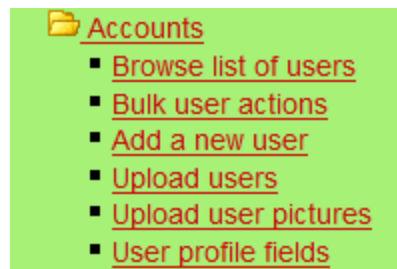 Accounts
Browse list of users
Bulk user actions
Add a new user
Upload users
Upload user pictures
User profile fields